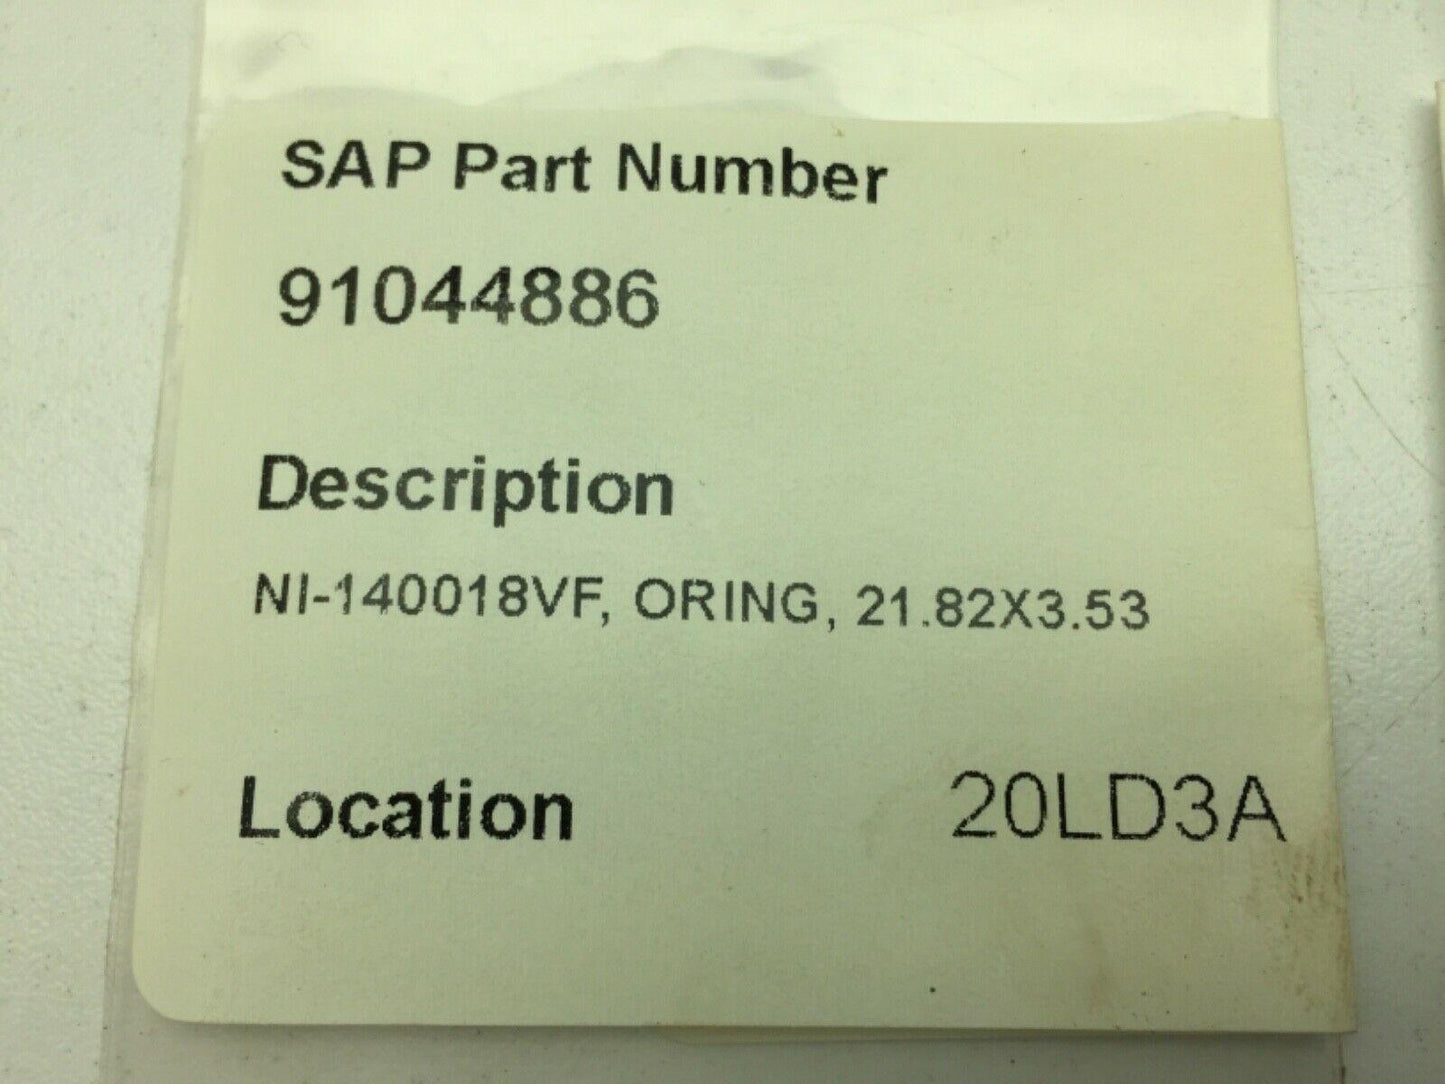 SAP Part Number
91044886
Description
NI-140018VF, ORING, 21.82X3.53
Location 20LD3A